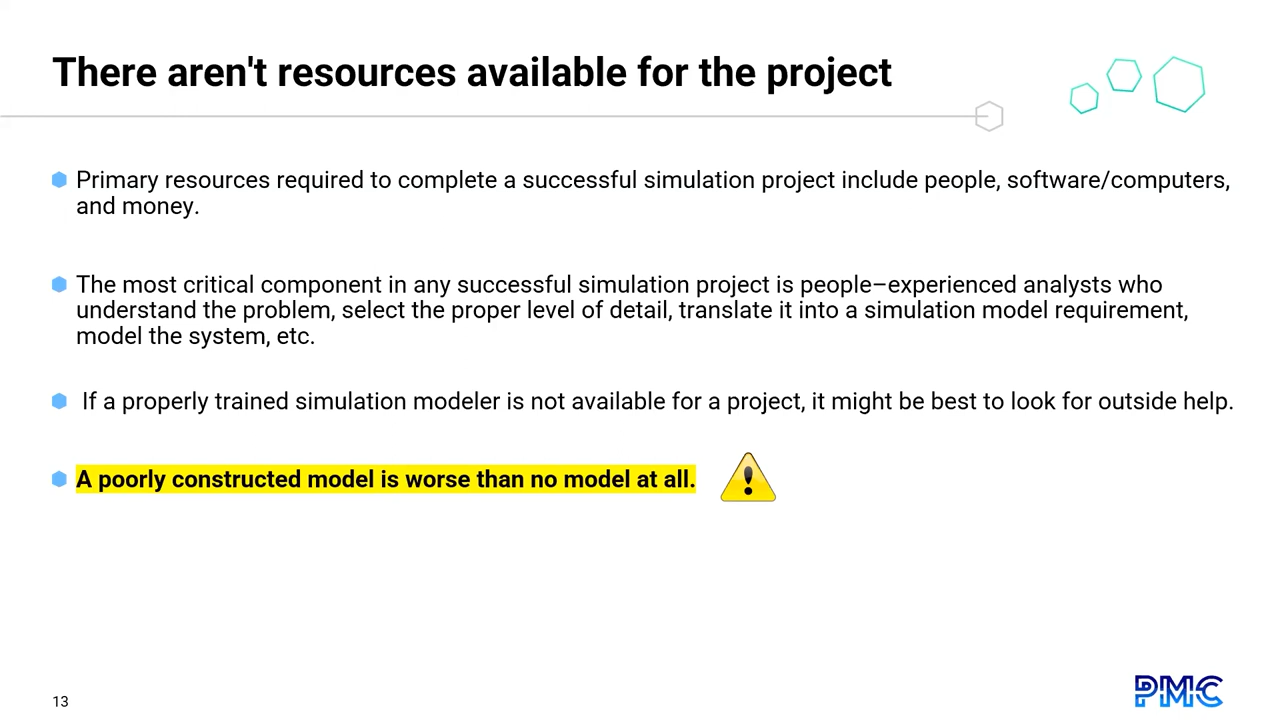 There aren't resources available for the project
Primary resources required to complete a successful simulation project include people, software/computers,
and money.
The most critical component in any successful simulation project is people–experienced analysts who
understand the problem, select the proper level of detail, translate it into a simulation model requirement,
model the system, etc.
If a properly trained simulation modeler is not available for a project, it might be best to look for outside help.
A poorly constructed model is worse than no model at all.
13
PMC